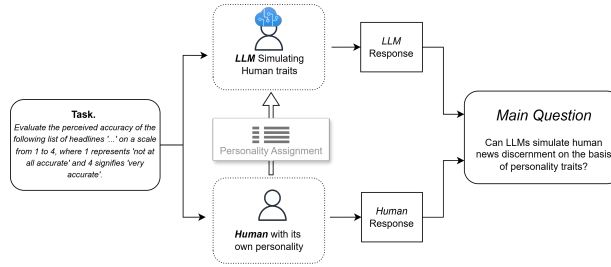 Task.
Evaluate the perceived accuracy of the
following list of headlines '...' on a scale
from 1 to 4, where 1 represents 'not at
all accurate' and 4 signifies 'very
accurate'.
LLM Simulating
Human traits
LLM
Response
Personality Assignment
Human with its
own personality
Human
Response
Main Question
Can LLMs simulate human
news discernment on the basis
of personality traits?